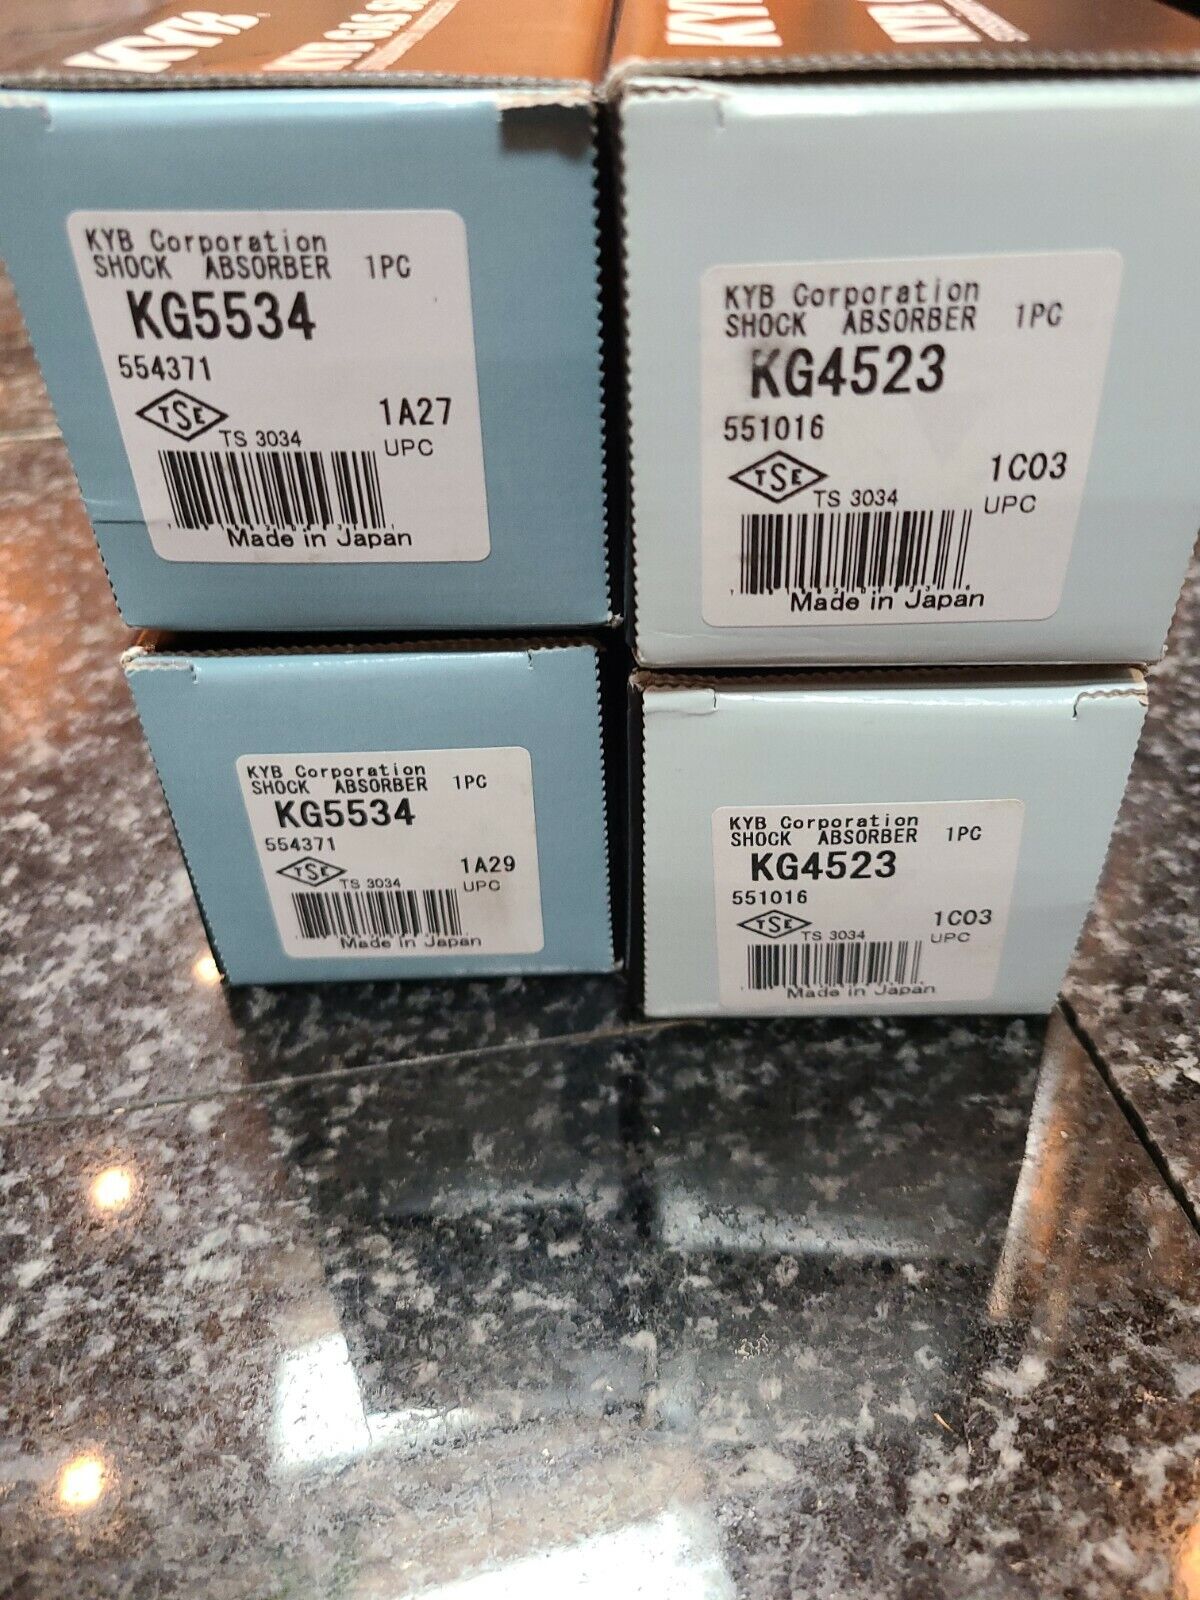 KYB
KYB GAS
KYB
KYB Corporation
SHOCK ABSORBER 1PC
KG5534
554371
TSE
TS 3034
1A27
UPC
Made in Japan
KYB Corporation
SHOCK ABSORBER 1PC
KG4523
551016
TSE
TS 3034
1C03
UPC
Made in Japan
KYB Corporation
SHOCK ABSORBER 1PC
KG5534
554371
TSE
TS 3034
1A29
UPC
Made in Japan
KYB Corporation
SHOCK ABSORBER 1PC
KG4523
551016
TSE
TS 3034
1C03
UPC
Made in Japan